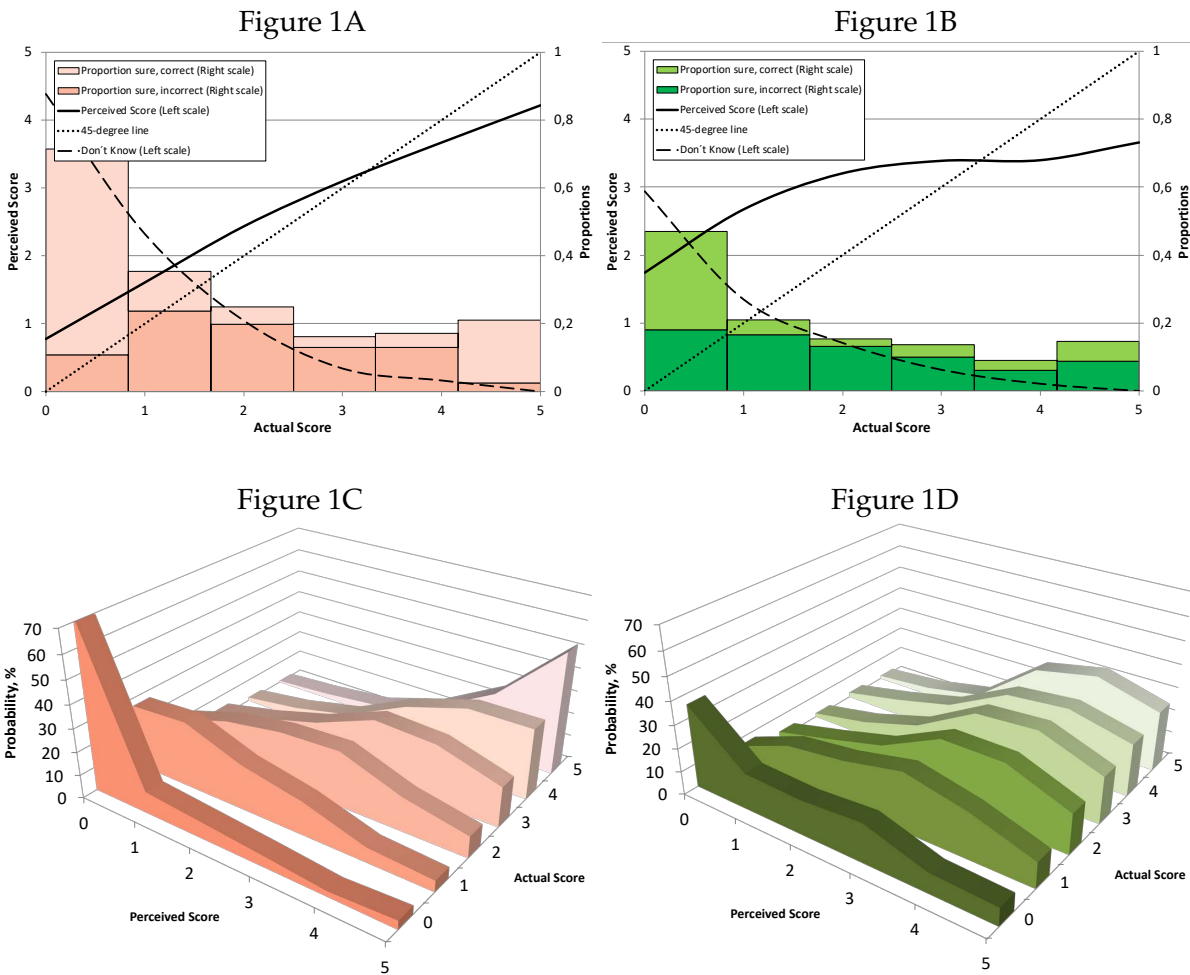 Figure 1A
5
4
3
2
1
0
Perceived Score
Proportion sure, correct (Right scale)
Proportion sure, incorrect (Right scale)
Perceived Score (Left scale)
45-degree line
Don´t Know (Left scale)
1
0,8
0,6
0,4
0,2
0
Proportions
0 1 2 3 4 5
Actual Score
Figure 1B
5
4
3
2
1
0
Perceived Score
Proportion sure, correct (Right scale)
Proportion sure, incorrect (Right scale)
Perceived Score (Left scale)
45-degree line
Don´t Know (Left scale)
1
0,8
0,6
0,4
0,2
0
Proportions
0 1 2 3 4 5
Actual Score
Figure 1C
70
60
50
40
30
20
10
0
Probability, %
0
1
2
3
4
5
Perceived Score
5
4
3
2
1
0
Actual Score
Figure 1D
70
60
50
40
30
20
10
0
Probability, %
0
1
2
3
4
5
Perceived Score
5
4
3
2
1
0
Actual Score